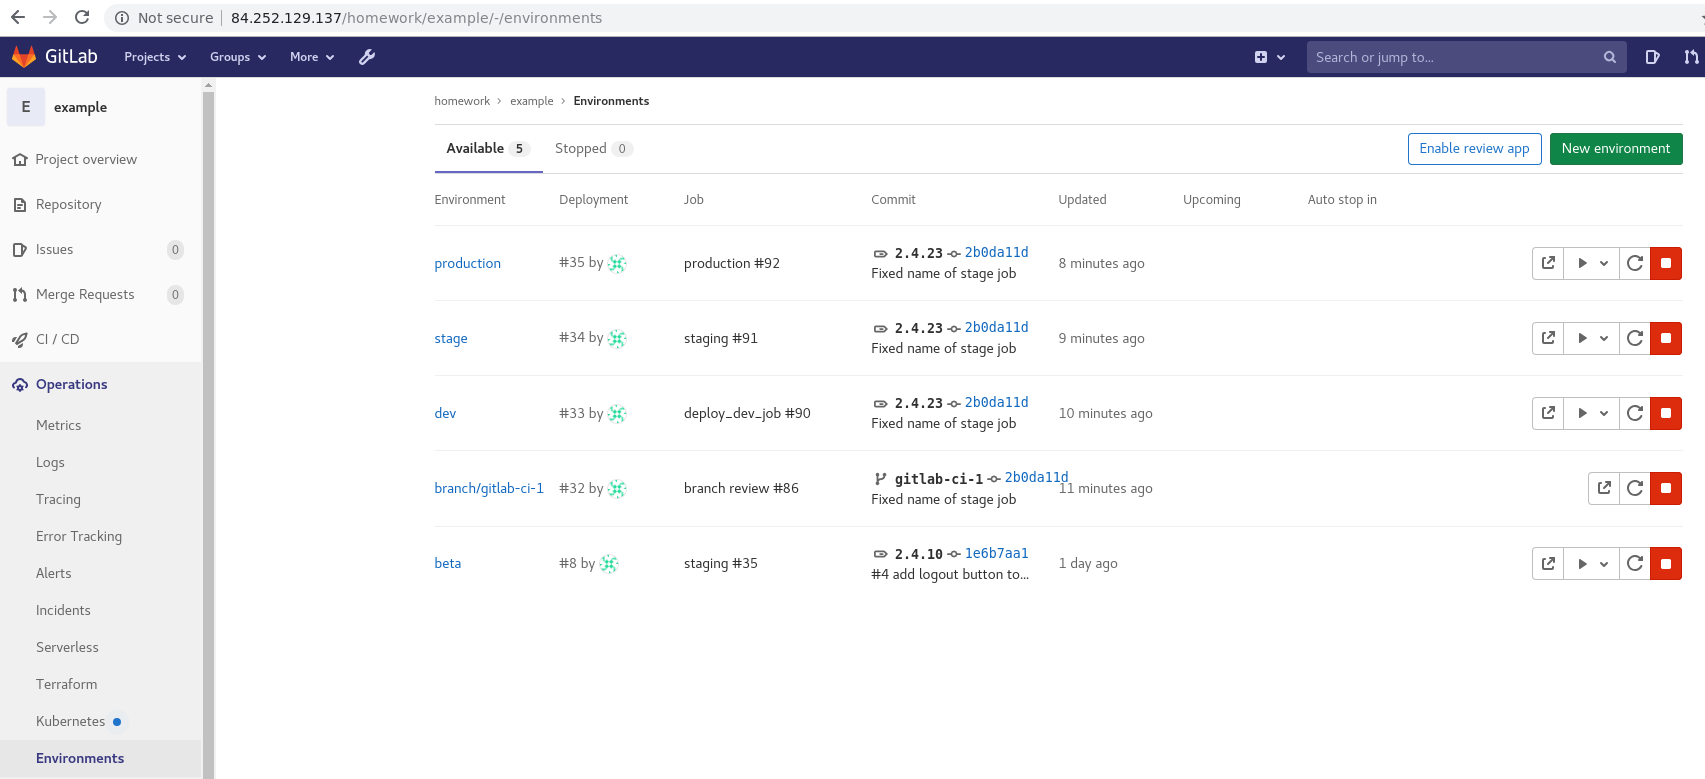 Not secure 84.252.129.137/homework/example/-/environments
GitLab Projects Groups More Search or jump to...
E example
Project overview
Repository
Issues 0
Merge Requests 0
CI / CD
Operations
Metrics
Logs
Tracing
Error Tracking
Alerts
Incidents
Serverless
Terraform
Kubernetes
Environments
homework > example > Environments
Available 5 Stopped 0 Enable review app New environment
Environment Deployment Job Commit Updated Upcoming Auto stop in
production #35 by production #92 2.4.23 2b0da11d 8 minutes ago
Fixed name of stage job
stage #34 by staging #91 2.4.23 2b0da11d 9 minutes ago
Fixed name of stage job
dev #33 by deploy_dev_job #90 2.4.23 2b0da11d 10 minutes ago
Fixed name of stage job
branch/gitlab-ci-1 #32 by branch review #86 gitlab-ci-1 2b0da11d 11 minutes ago
Fixed name of stage job
beta #8 by staging #35 2.4.10 1e6b7aa1 1 day ago
#4 add logout button to...